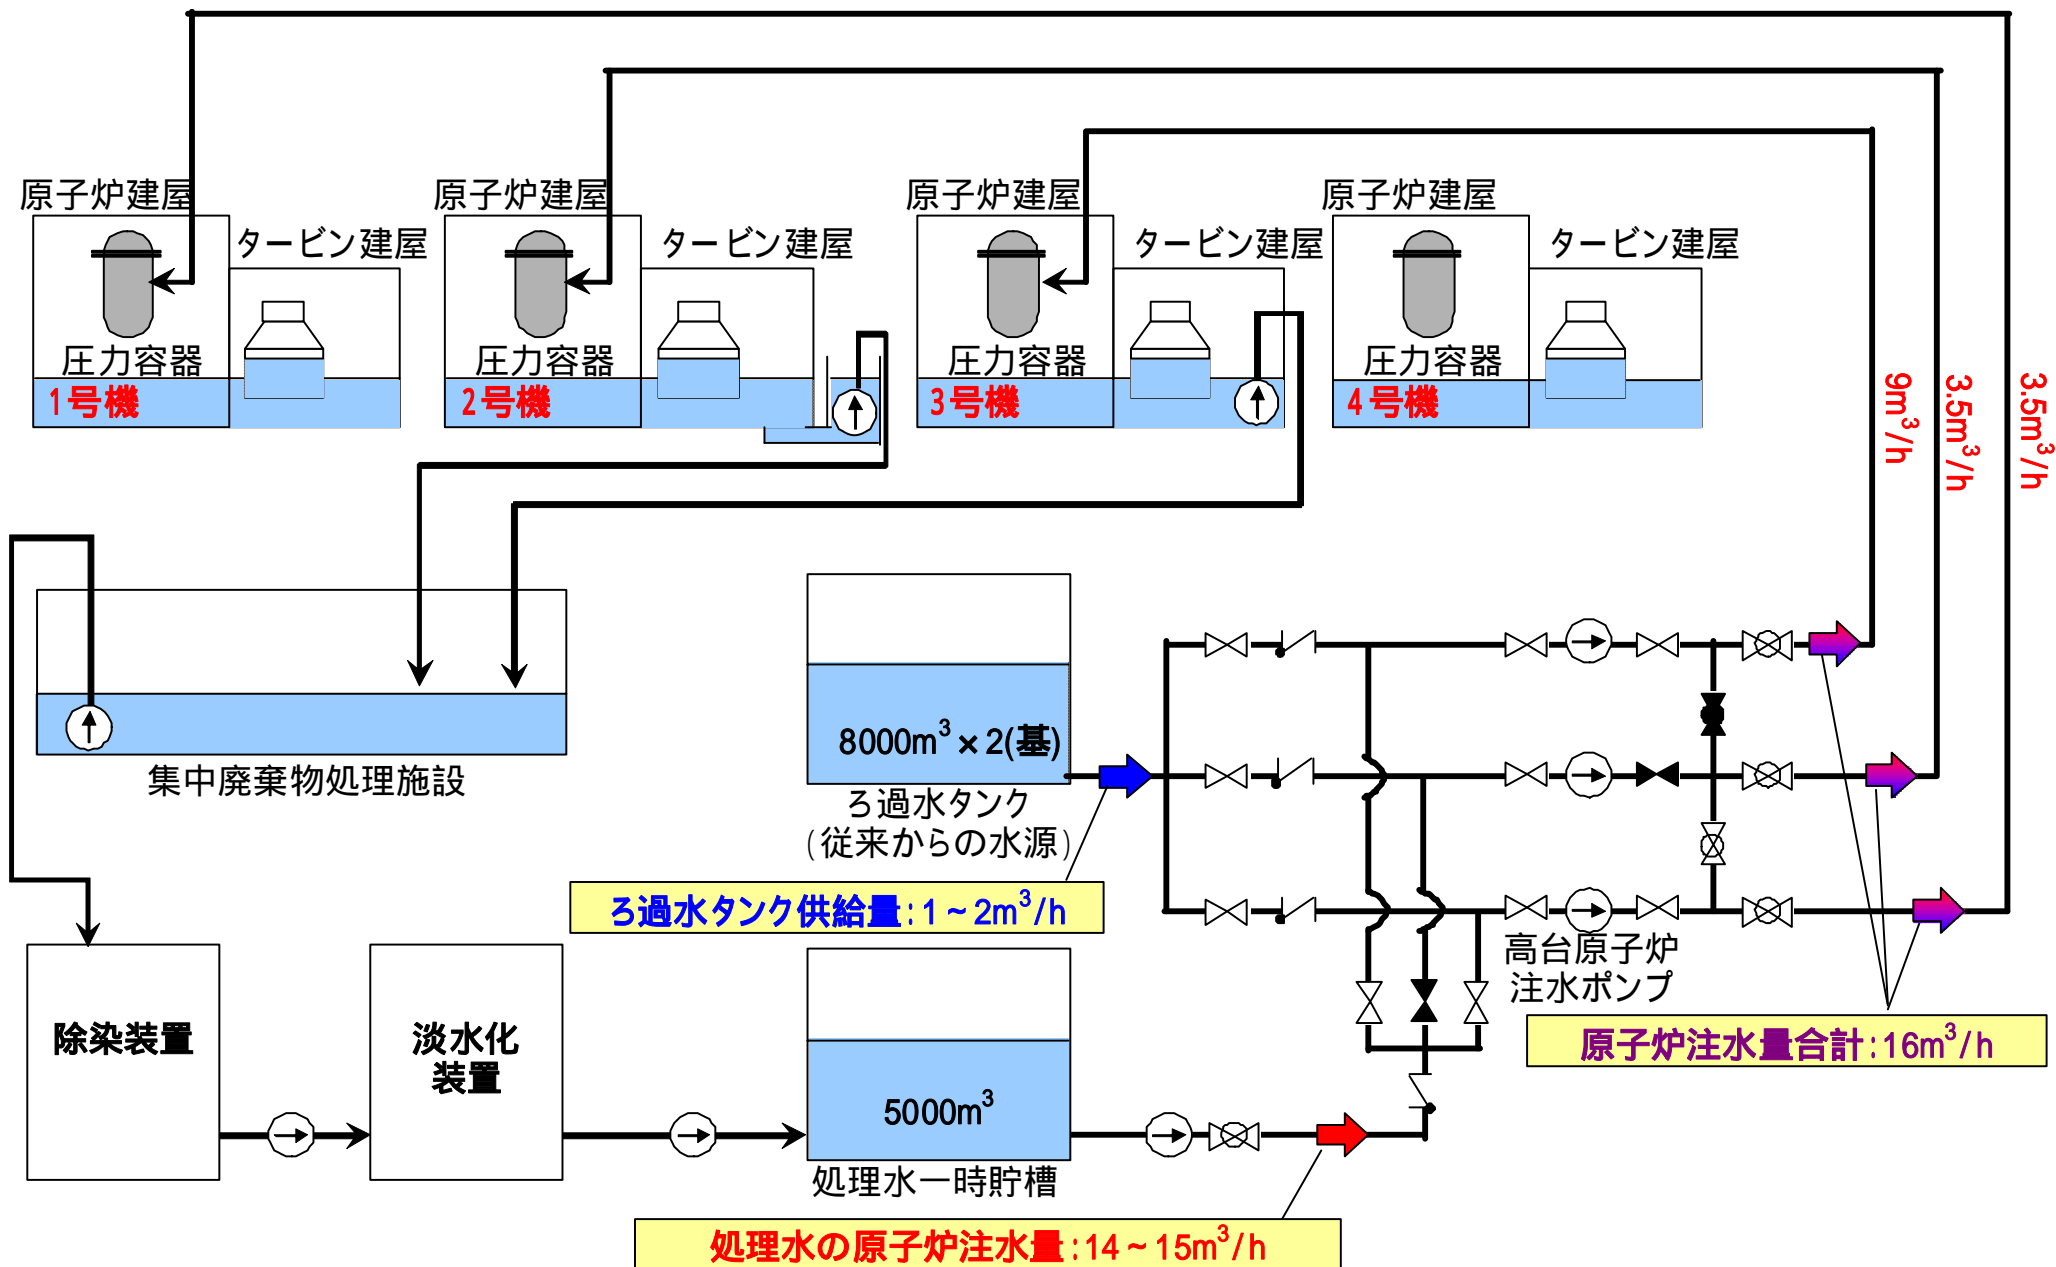 原子炉建屋
タービン建屋
圧力容器
1号機
原子炉建屋
タービン建屋
圧力容器
2号機
原子炉建屋
タービン建屋
圧力容器
3号機
原子炉建屋
タービン建屋
圧力容器
4号機
9m³/h
3.5m³/h
3.5m³/h
集中廃棄物処理施設
8000m³×2(基)
ろ過水タンク
(従来からの水源)
ろ過水タンク供給量:1~2m³/h
高台原子炉
注水ポンプ
原子炉注水量合計:16m³/h
除染装置
淡水化
装置
5000m³
処理水一時貯槽
処理水の原子炉注水量:14~15m³/h